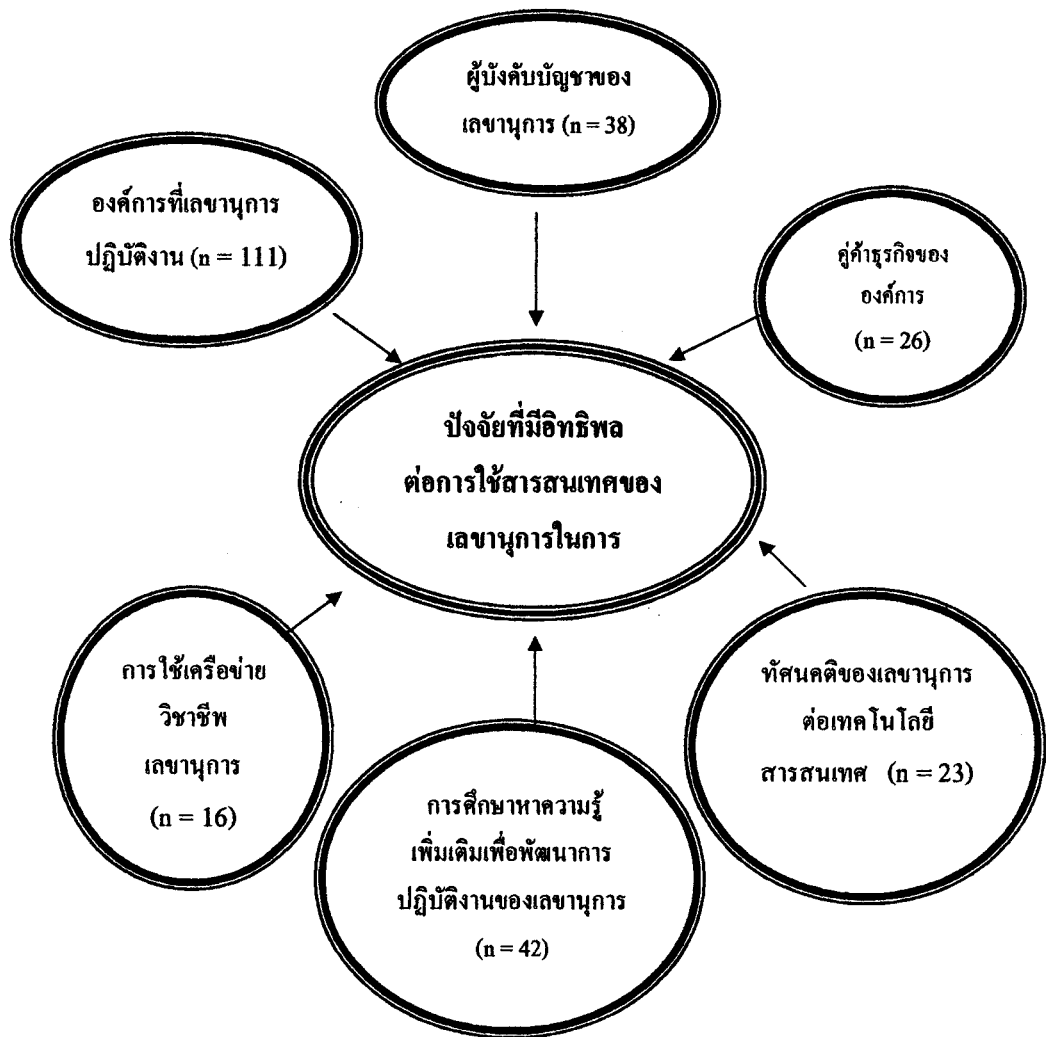 ผู้บังคับบัญชาของ
เลขานุการ (n = 38)
องค์การที่เลขานุการ
ปฏิบัติงาน (n = 111)
คู่ค้าธุรกิจของ
องค์การ
(n = 26)
ปัจจัยที่มีอิทธิพล
ต่อการใช้สารสนเทศของ
เลขานุการในการ
การใช้เครือข่าย
วิชาชีพ
เลขานุการ
(n = 16)
การศึกษาหาความรู้
เพิ่มเติมเพื่อพัฒนาการ
ปฏิบัติงานของเลขานุการ
(n = 42)
ทัศนคติของเลขานุการ
ต่อเทคโนโลยี
สารสนเทศ (n = 23)